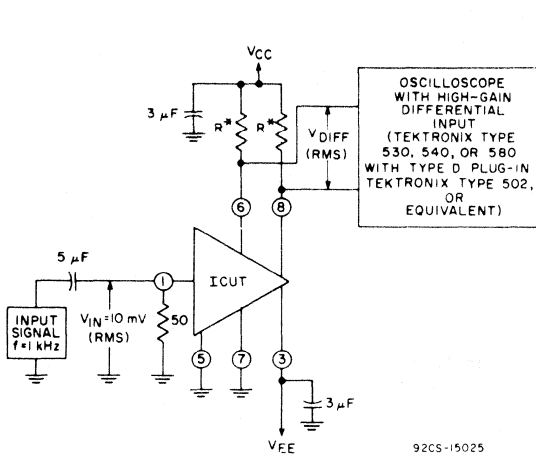 VCC
3 μF
R*
R*
VDIFF
(RMS)
OSCILLOSCOPE
WITH HIGH-GAIN
DIFFERENTIAL
INPUT
(TEKTRONIX TYPE
530, 540, OR 580
WITH TYPE D PLUG-IN
TEKTRONIX TYPE 502,
OR
EQUIVALENT)
6
8
5 μF
1
ICUT
INPUT
SIGNAL
f=1 kHz
VIN=10 mV
(RMS)
50
5
7
3
3 μF
VEE
92CS-15025